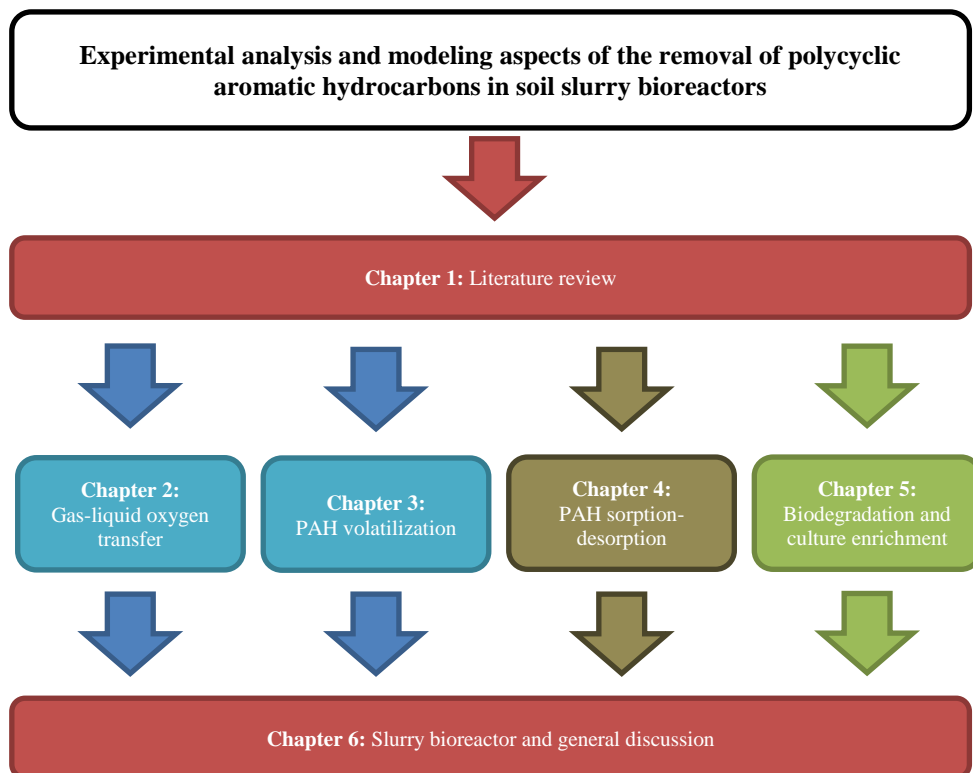 Experimental analysis and modeling aspects of the removal of polycyclic
aromatic hydrocarbons in soil slurry bioreactors
Chapter 1: Literature review
Chapter 2:
Gas-liquid oxygen
transfer
Chapter 3:
PAH volatilization
Chapter 4:
PAH sorption-
desorption
Chapter 5:
Biodegradation and
culture enrichment
Chapter 6: Slurry bioreactor and general discussion